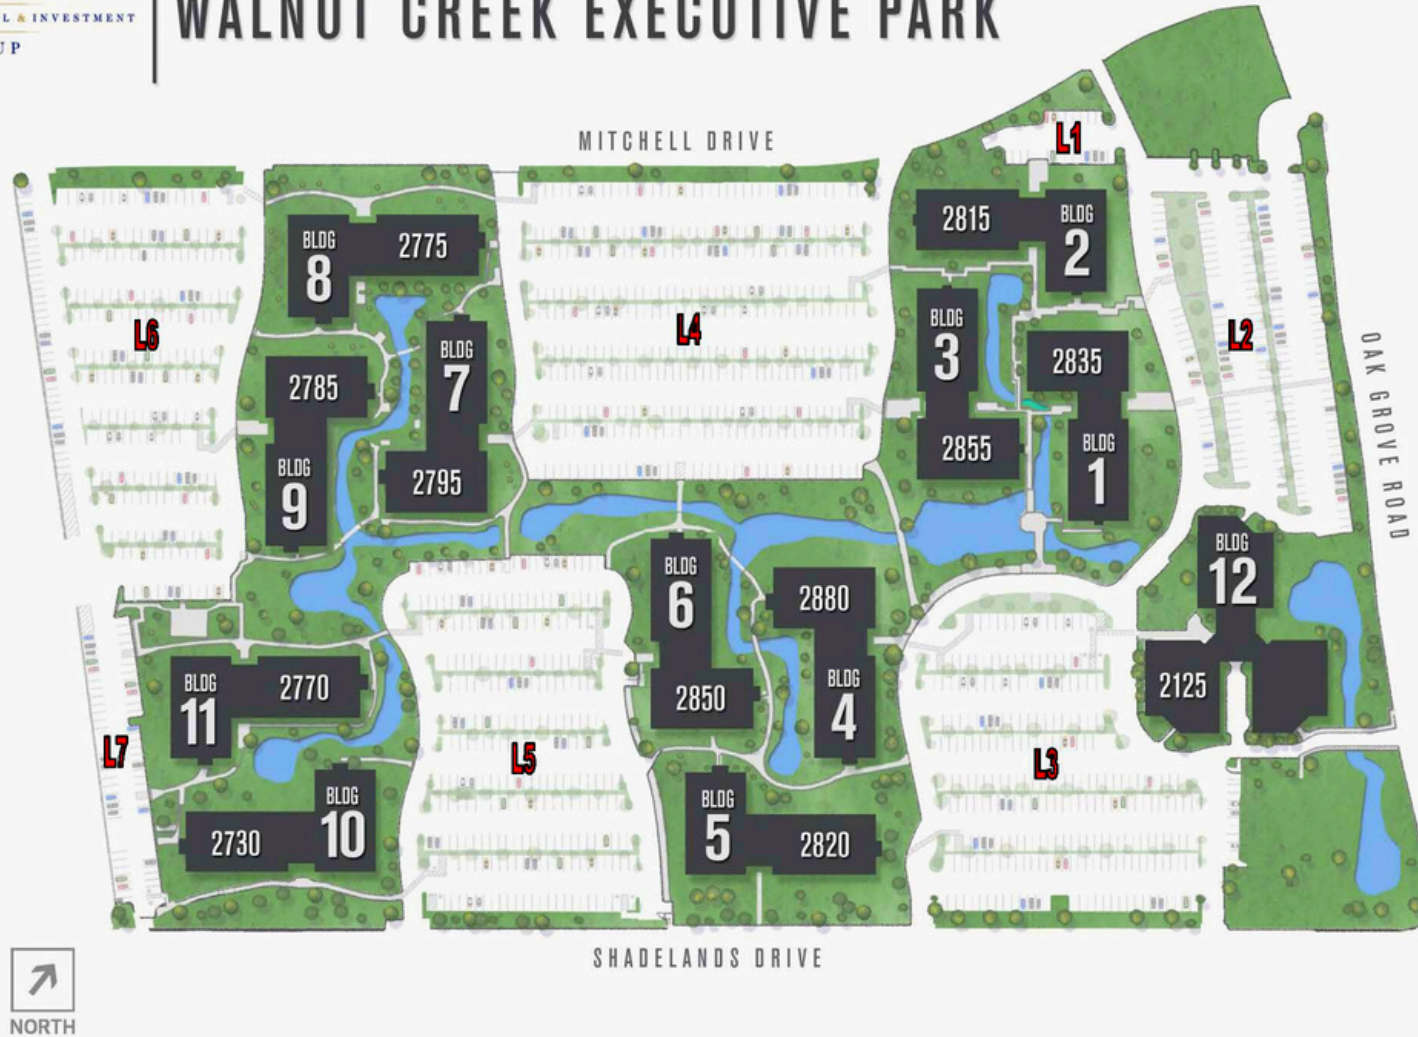 L & INVESTMENT
UP
WALNUT CREEK EXECUTIVE PARK
MITCHELL DRIVE
L1
2815
BLDG
2
BLDG
8
2775
L6
L4
L2
BLDG
3
2835
OAK GROVE ROAD
BLDG
7
2785
2855
BLDG
1
BLDG
9
2795
BLDG
12
BLDG
6
2880
2125
BLDG
11
2770
2850
BLDG
4
L7
L5
L3
BLDG
10
2730
BLDG
5
2820
SHADELANDS DRIVE
NORTH